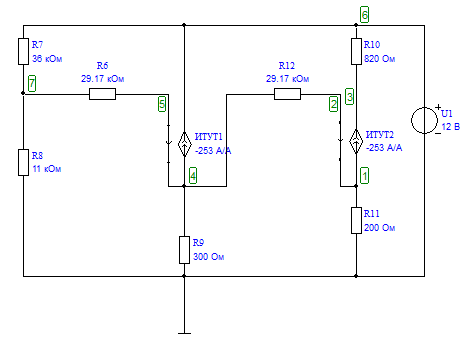 6
R7
36 кОм
R6
29.17 кОм
R12
29.17 кОм
R10
820 Ом
7
5
2
3
U1
12 В
ИТУТ1
-253 А/А
ИТУТ2
-253 А/А
R8
11 кОм
4
1
R9
300 Ом
R11
200 Ом